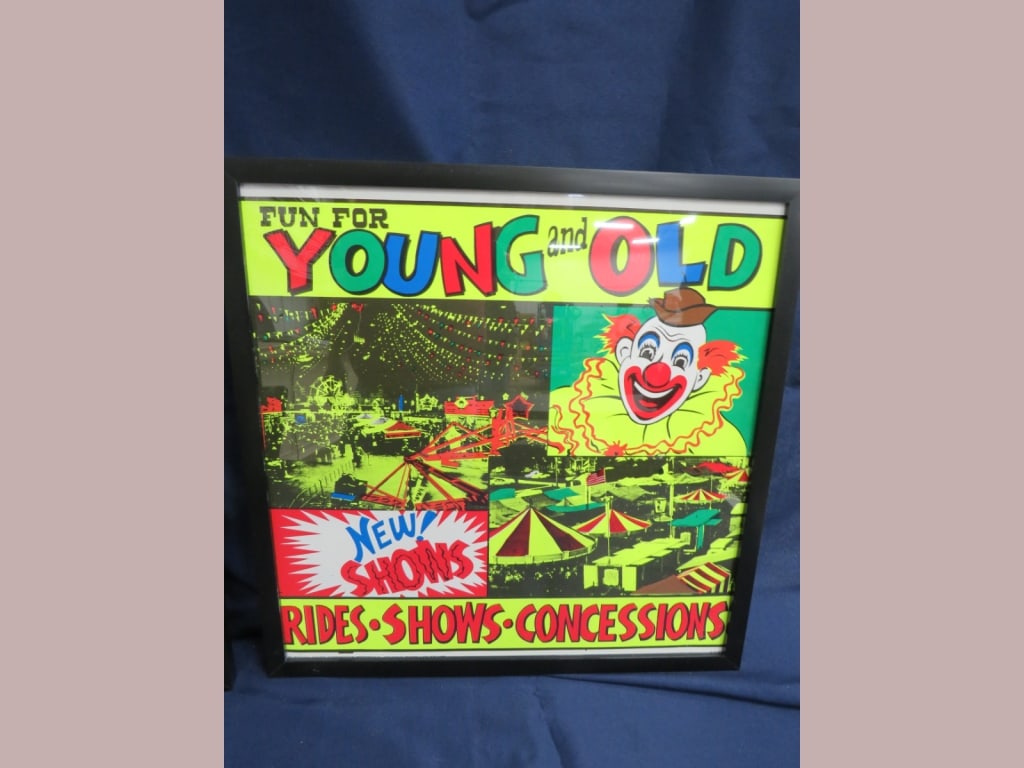 FUN FOR
YOUNG and OLD
NEW!
SHOWS
RIDES·SHOWS·CONCESSIONS